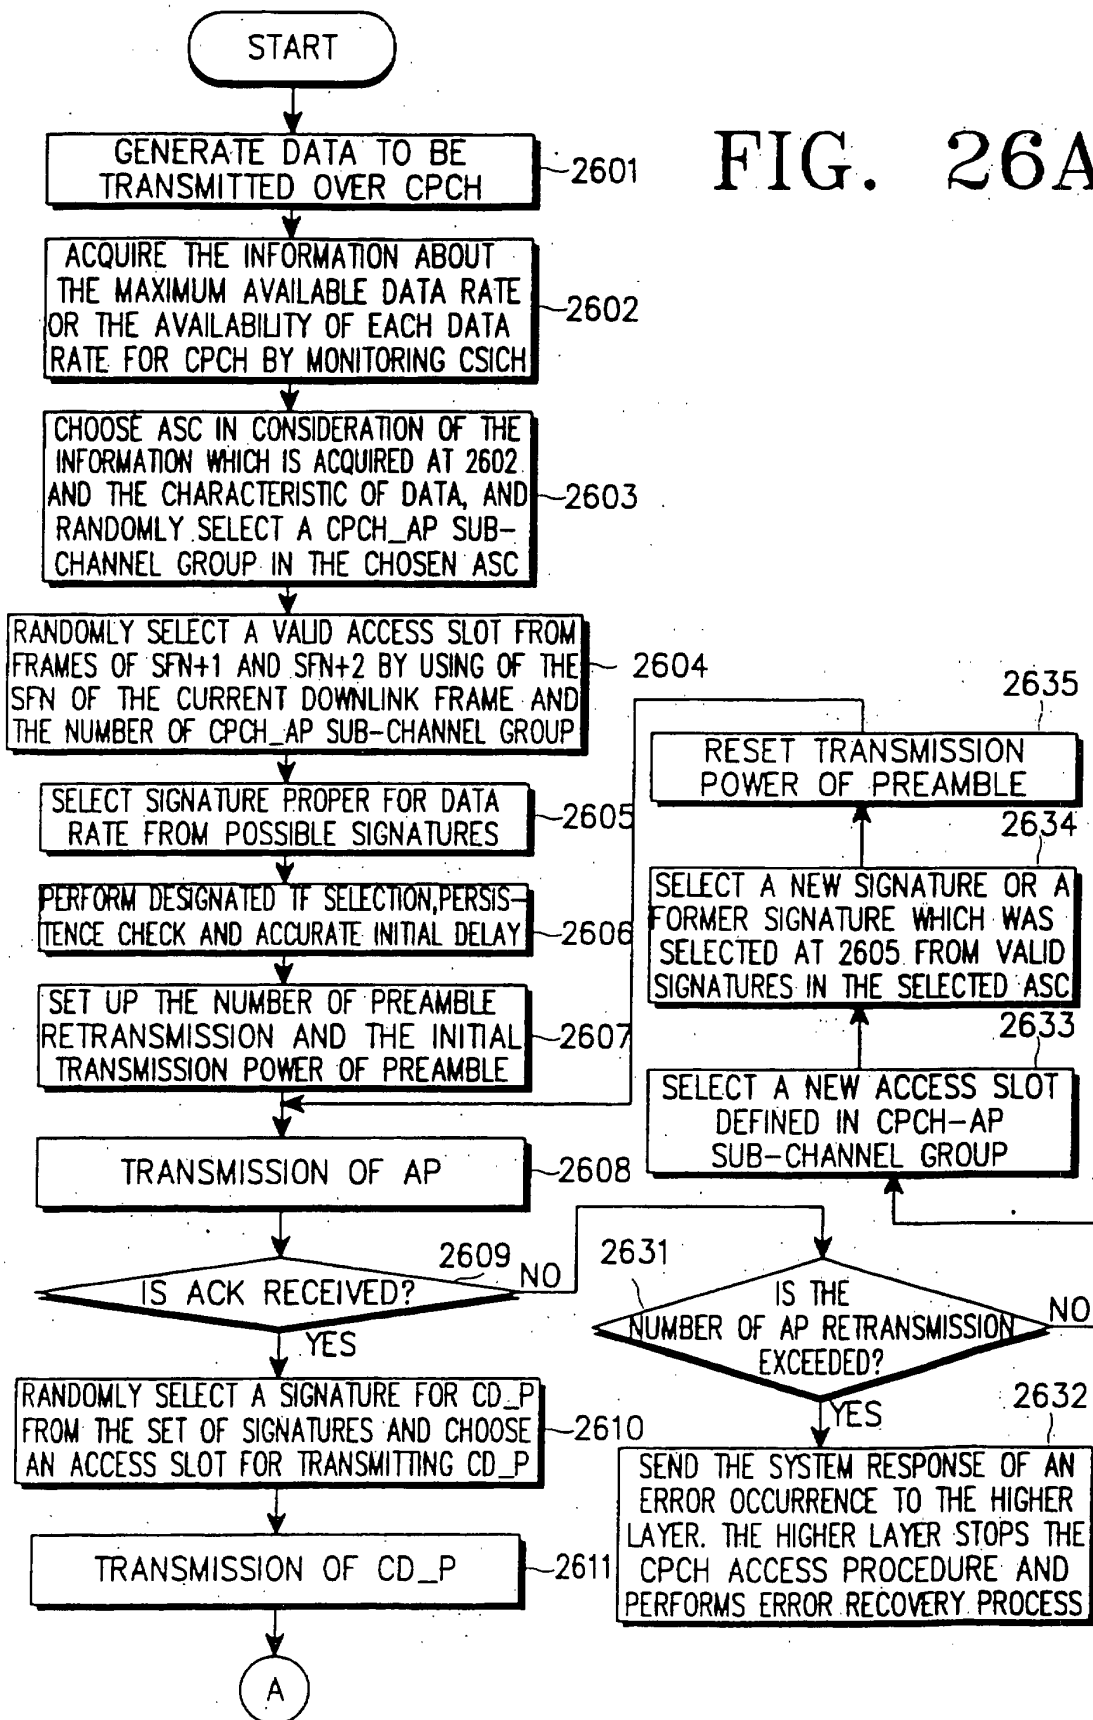 START
FIG. 26A
GENERATE DATA TO BE
TRANSMITTED OVER CPCH
2601
ACQUIRE THE INFORMATION ABOUT
THE MAXIMUM AVAILABLE DATA RATE
OR THE AVAILABILITY OF EACH DATA
RATE FOR CPCH BY MONITORING CSICH
2602
CHOOSE ASC IN CONSIDERATION OF THE
INFORMATION WHICH IS ACQUIRED AT 2602
AND THE CHARACTERISTIC OF DATA, AND
RANDOMLY SELECT A CPCH_AP SUB-
CHANNEL GROUP IN THE CHOSEN ASC
2603
RANDOMLY SELECT A VALID ACCESS SLOT FROM
FRAMES OF SFN+1 AND SFN+2 BY USING OF THE
SFN OF THE CURRENT DOWNLINK FRAME AND
THE NUMBER OF CPCH_AP SUB-CHANNEL GROUP
2604
SELECT SIGNATURE PROPER FOR DATA
RATE FROM POSSIBLE SIGNATURES
2605
PERFORM DESIGNATED TF SELECTION,PERSIS-
TENCE CHECK AND ACCURATE INITIAL DELAY
2606
SET UP THE NUMBER OF PREAMBLE
RETRANSMISSION AND THE INITIAL
TRANSMISSION POWER OF PREAMBLE
2607
TRANSMISSION OF AP
2608
IS ACK RECEIVED?
2609
NO
YES
RANDOMLY SELECT A SIGNATURE FOR CD_P
FROM THE SET OF SIGNATURES AND CHOOSE
AN ACCESS SLOT FOR TRANSMITTING CD_P
2610
TRANSMISSION OF CD_P
2611
A
2635
RESET TRANSMISSION
POWER OF PREAMBLE
2634
SELECT A NEW SIGNATURE OR A
FORMER SIGNATURE WHICH WAS
SELECTED AT 2605 FROM VALID
SIGNATURES IN THE SELECTED ASC
2633
SELECT A NEW ACCESS SLOT
DEFINED IN CPCH-AP
SUB-CHANNEL GROUP
2631
IS THE
NUMBER OF AP RETRANSMISSION
EXCEEDED?
NO
YES
2632
SEND THE SYSTEM RESPONSE OF AN
ERROR OCCURRENCE TO THE HIGHER
LAYER. THE HIGHER LAYER STOPS THE
CPCH ACCESS PROCEDURE AND
PERFORMS ERROR RECOVERY PROCESS